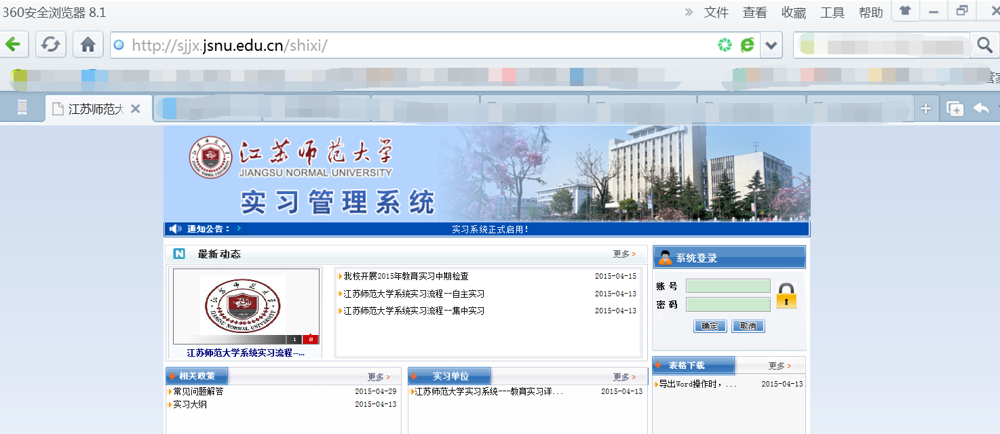 360安全浏览器 8.1
» 文件 查看 收藏 工具 帮助
http://sjjx.jsnu.edu.cn/shixi/
管家
江苏师范大
江苏师范大学
JIANGSU NORMAL UNIVERSITY
实习管理系统
通知公告： > 实习系统正式启用！
N 最新动态 更多 >
系统登录
我校开展2015年教育实习中期检查 2015-04-15
江苏师范大学系统实习流程--自主实习 2015-04-13
江苏师范大学系统实习流程--集中实习 2015-04-13
JIANGSU NORMAL UNIVERSITY
1 2
江苏师范大学系统实习流程--...
账 号
密 码
确定 取消
相关政策 更多 >
常见问题解答 2015-04-29
实习大纲 2015-04-13
实习单位 更多 >
江苏师范大学实习系统---教育实习详... 2015-04-13
表格下载 更多 >
导出Word操作时，... 2015-04-13